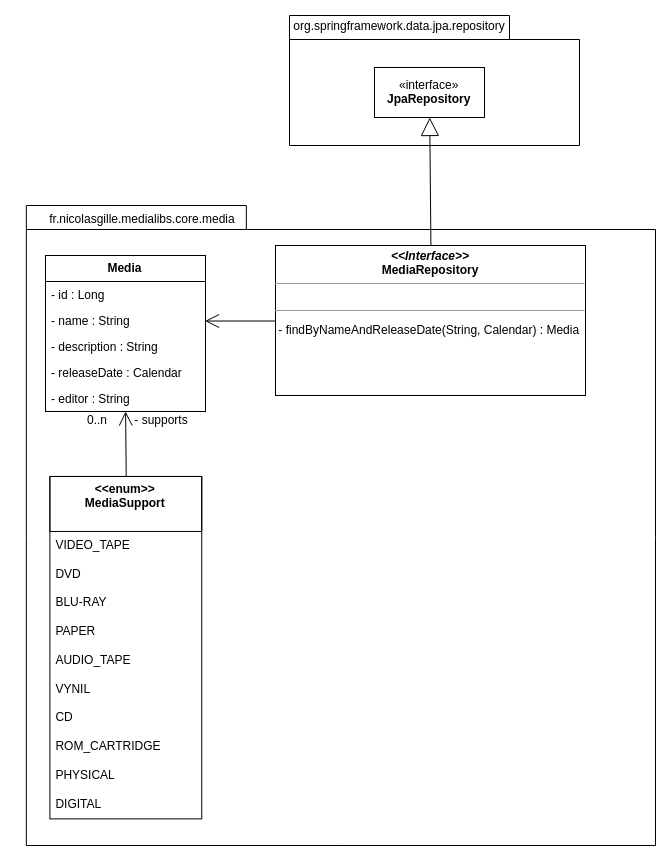 org.springframework.data.jpa.repository
«interface»
JpaRepository
fr.nicolasgille.medialibs.core.media
Media
- id : Long
- name : String
- description : String
- releaseDate : Calendar
- editor : String
<<Interface>>
MediaRepository
- findByNameAndReleaseDate(String, Calendar) : Media
0..n - supports
<<enum>>
MediaSupport
VIDEO_TAPE
DVD
BLU-RAY
PAPER
AUDIO_TAPE
VYNIL
CD
ROM_CARTRIDGE
PHYSICAL
DIGITAL